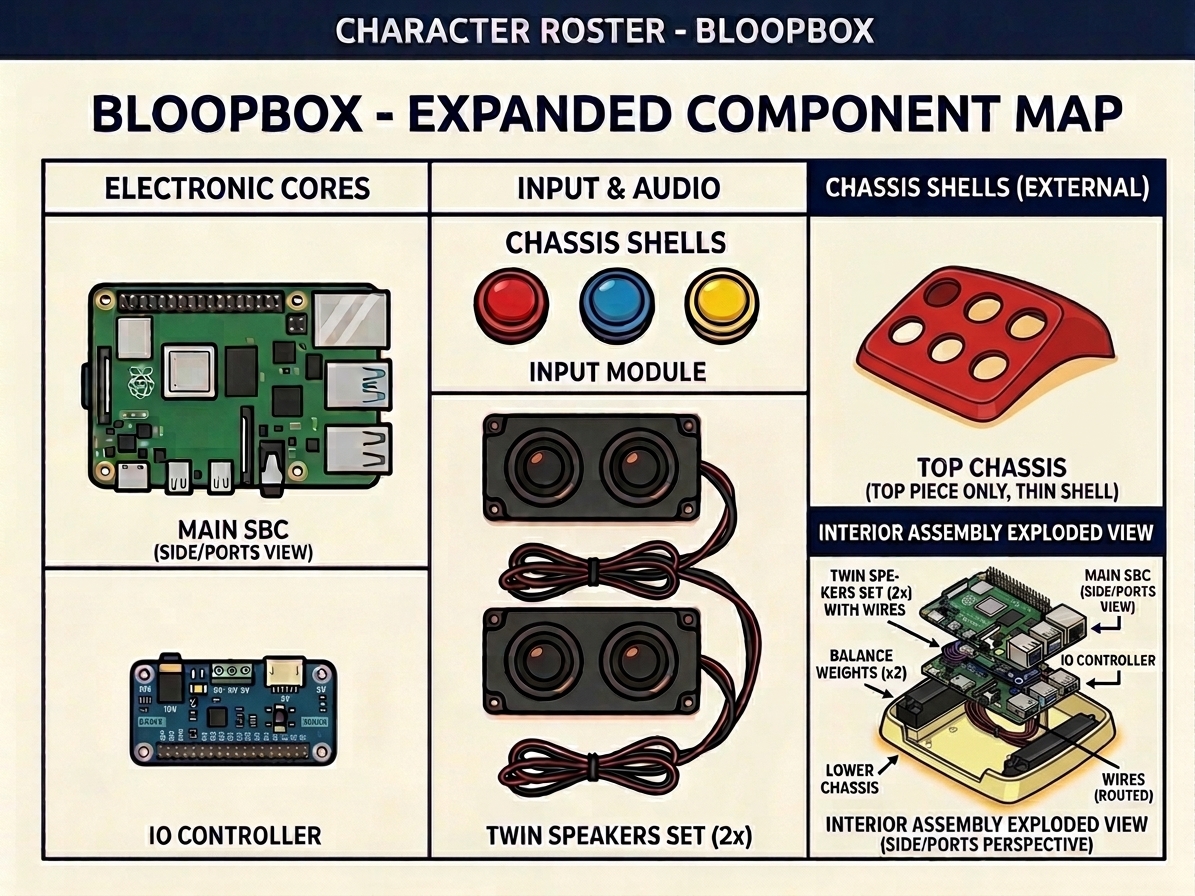 CHARACTER ROSTER - BLOOPBOX
BLOOPBOX - EXPANDED COMPONENT MAP
ELECTRONIC CORES
MAIN SBC
(SIDE/PORTS VIEW)
IO CONTROLLER
INPUT & AUDIO
CHASSIS SHELLS
INPUT MODULE
TWIN SPEAKERS SET (2x)
CHASSIS SHELLS (EXTERNAL)
TOP CHASSIS
(TOP PIECE ONLY, THIN SHELL)
INTERIOR ASSEMBLY EXPLODED VIEW
TWIN SPE-
KERS SET (2x)
WITH WIRES
MAIN SBC
(SIDE/PORTS
VIEW)
BALANCE
WEIGHTS (x2)
IO CONTROLLER
LOWER
CHASSIS
WIRES
(ROUTED)
INTERIOR ASSEMBLY EXPLODED VIEW
(SIDE/PORTS PERSPECTIVE)